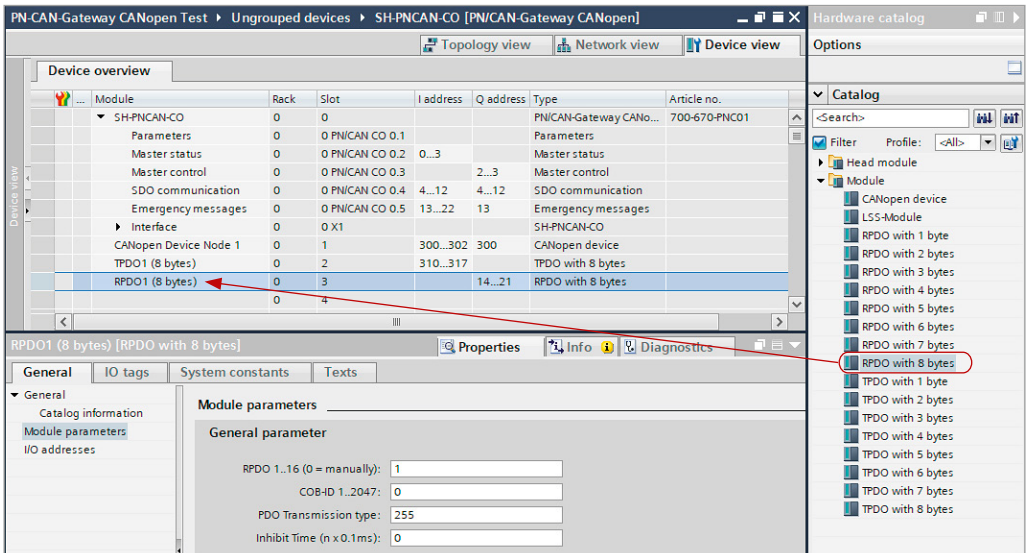 PN-CAN-Gateway CANopen Test ▸ Ungrouped devices ▸ SH-PNCAN-CO [PN/CAN-Gateway CANopen]
Topology view Network view Device view
Device overview
Device view
... Module Rack Slot I address Q address Type Article no.
SH-PNCAN-CO 0 0 PN/CAN-Gateway CANo... 700-670-PNC01
Parameters 0 0 PN/CAN CO 0.1 Parameters
Master status 0 0 PN/CAN CO 0.2 0...3 Master status
Master control 0 0 PN/CAN CO 0.3 2...3 Master control
SDO communication 0 0 PN/CAN CO 0.4 4...12 4...12 SDO communication
Emergency messages 0 0 PN/CAN CO 0.5 13...22 13 Emergency messages
Interface 0 0 X1 SH-PNCAN-CO
CANopen Device Node 1 0 1 300...302 300 CANopen device
TPDO1 (8 bytes) 0 2 310...317 TPDO with 8 bytes
RPDO1 (8 bytes) 0 3 14...21 RPDO with 8 bytes
0 4
RPDO1 (8 bytes) [RPDO with 8 bytes]
Properties Info Diagnostics
General IO tags System constants Texts
General
Catalog information
Module parameters
I/O addresses
Module parameters
General parameter
RPDO 1..16 (0 = manually): 1
COB-ID 1..2047: 0
PDO Transmission type: 255
Inhibit Time (n x 0.1ms): 0
Hardware catalog
Options
Catalog
<Search>
Filter Profile: <All>
Head module
Module
CANopen device
LSS-Module
RPDO with 1 byte
RPDO with 2 bytes
RPDO with 3 bytes
RPDO with 4 bytes
RPDO with 5 bytes
RPDO with 6 bytes
RPDO with 7 bytes
RPDO with 8 bytes
TPDO with 1 byte
TPDO with 2 bytes
TPDO with 3 bytes
TPDO with 4 bytes
TPDO with 5 bytes
TPDO with 6 bytes
TPDO with 7 bytes
TPDO with 8 bytes